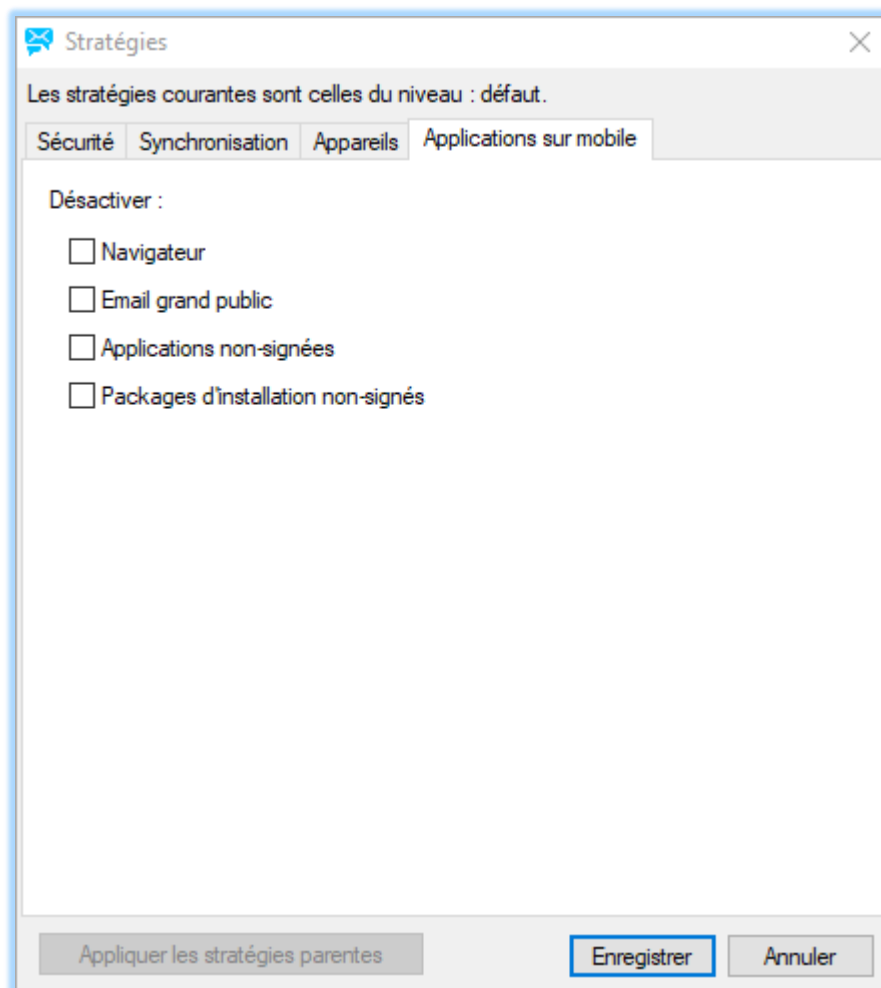 Stratégies
Les stratégies courantes sont celles du niveau : défaut.
Sécurité Synchronisation Appareils Applications sur mobile
Désactiver :
Navigateur
Email grand public
Applications non-signées
Packages d'installation non-signés
Appliquer les stratégies parentes Enregistrer Annuler